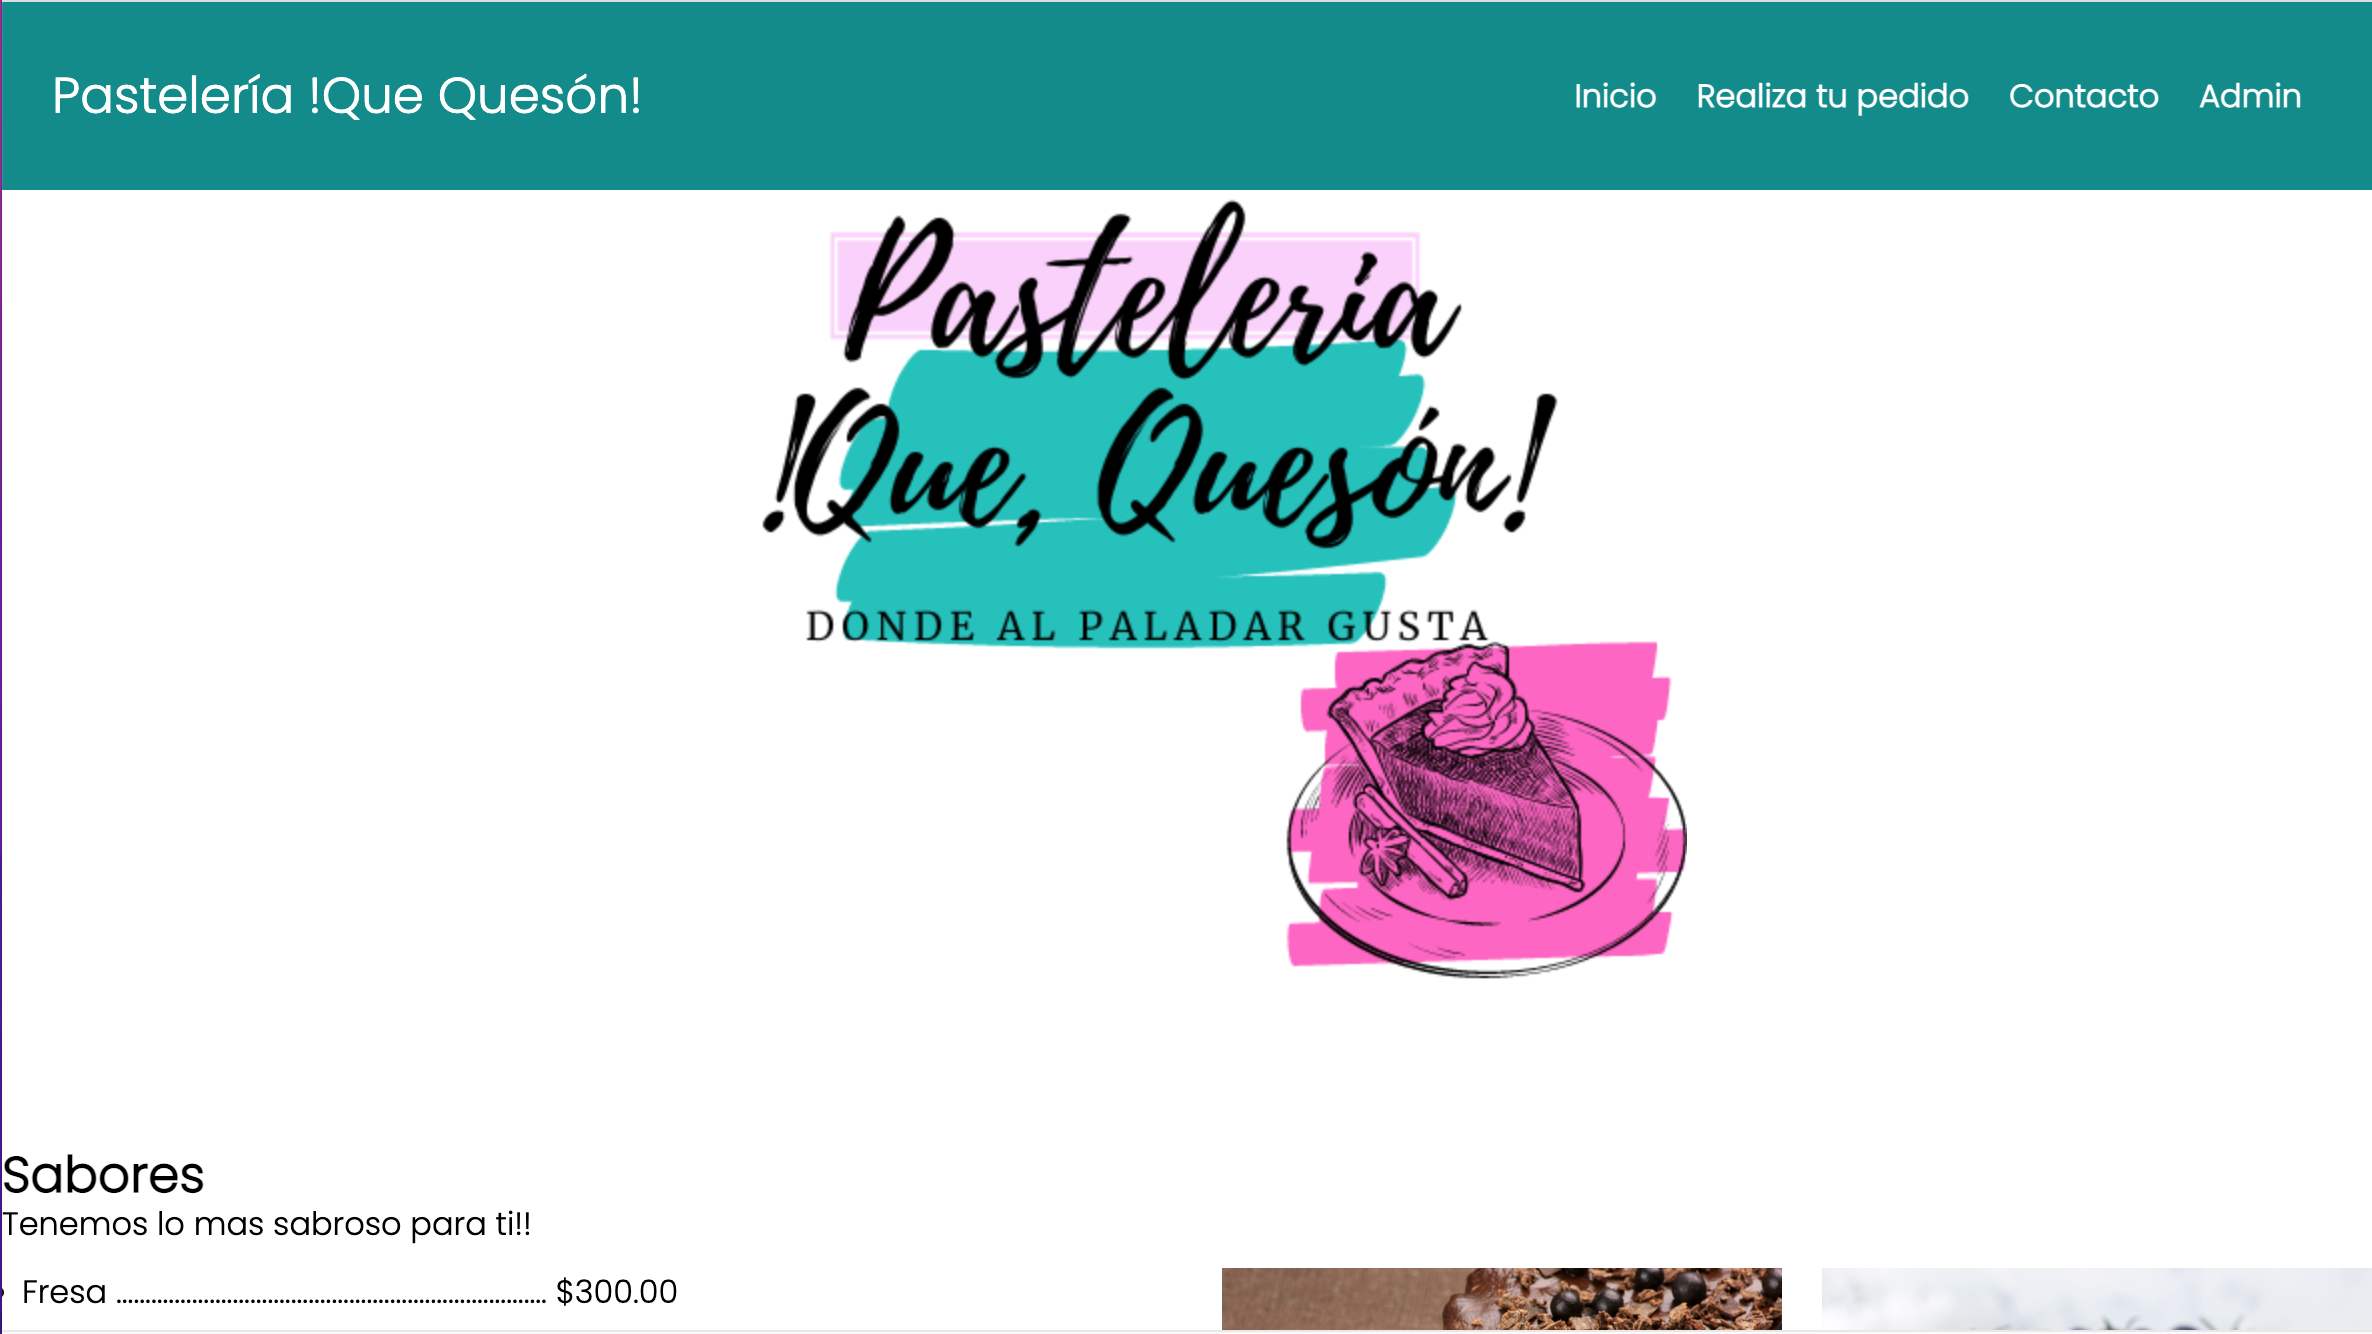 Pastelería !Que Quesón!
Inicio Realiza tu pedido Contacto Admin
Pastelería
!Que, Quesón!
DONDE AL PALADAR GUSTA
Sabores
Tenemos lo mas sabroso para ti!!
Fresa .......................................................................... $300.00